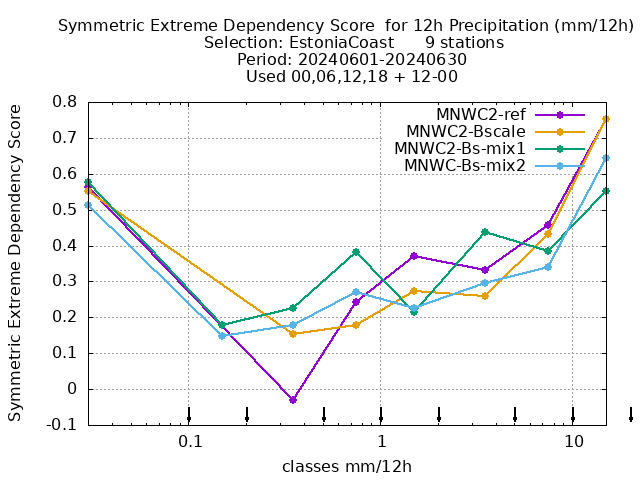 Symmetric Extreme Dependency Score  for 12h Precipitation (mm/12h)
Selection: EstoniaCoast      9 stations
Period: 20240601-20240630
Used 00,06,12,18 + 12-00
Symmetric Extreme Dependency Score
0.8
0.7
0.6
0.5
0.4
0.3
0.2
0.1
0
-0.1
MNWC2-ref
MNWC2-Bscale
MNWC2-Bs-mix1
MNWC-Bs-mix2
0.1 1 10
classes mm/12h